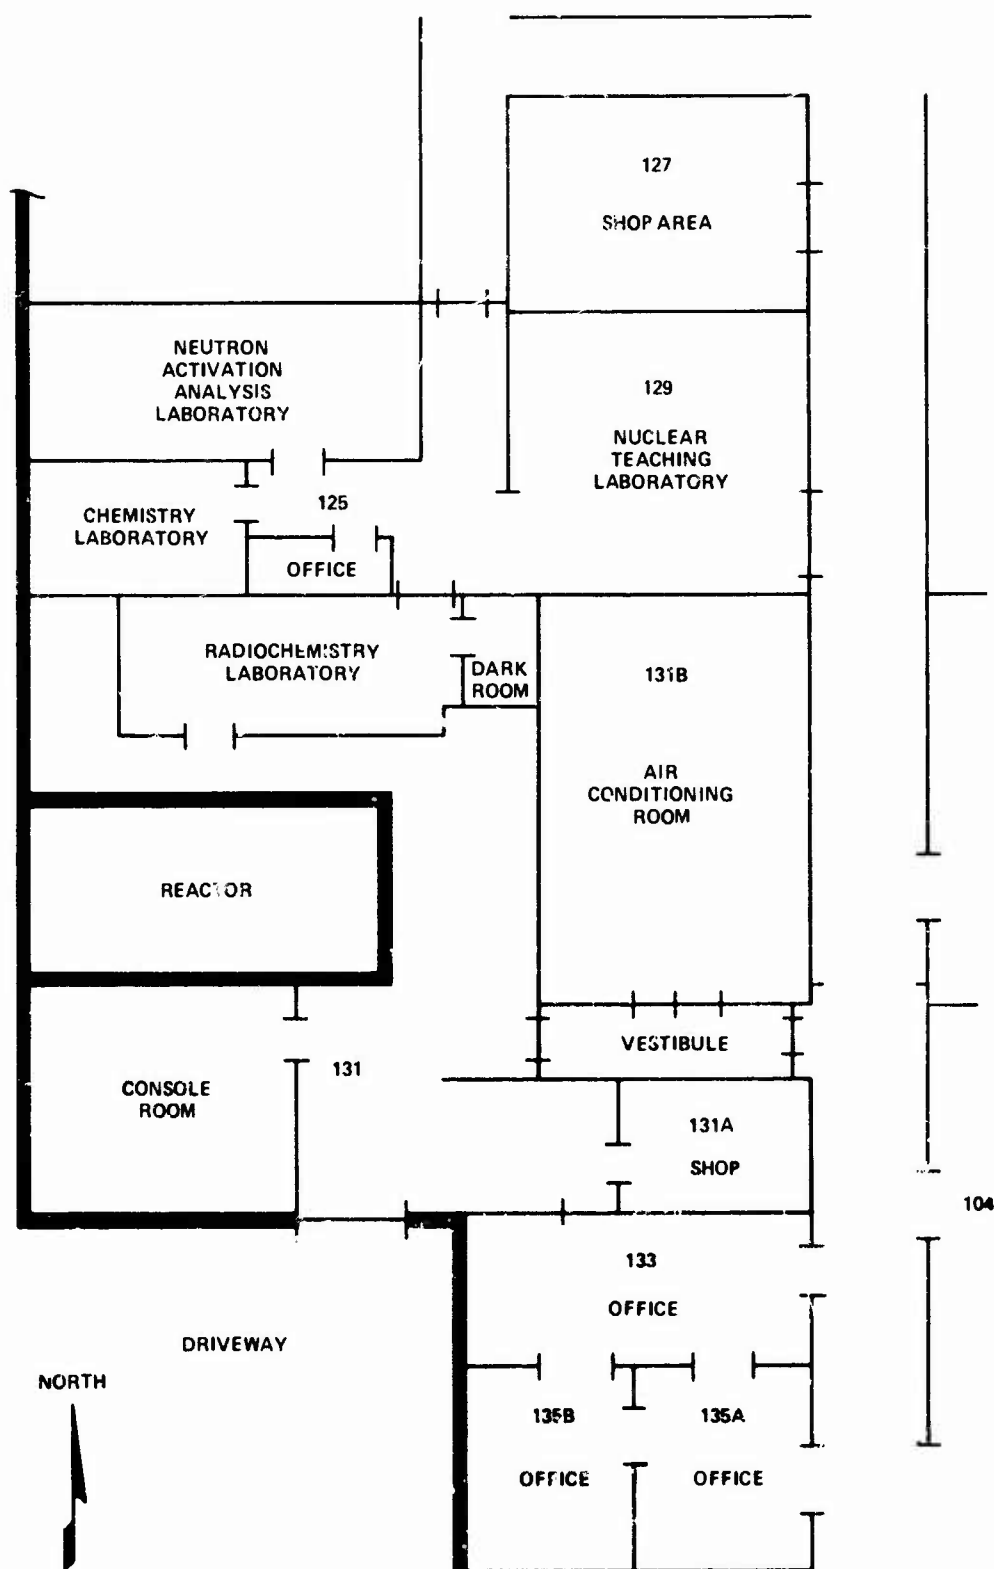 127
SHOP AREA
NEUTRON
ACTIVATION
ANALYSIS
LABORATORY
129
NUCLEAR
TEACHING
LABORATORY
CHEMISTRY
LABORATORY
125
OFFICE
RADIOCHEMISTRY
LABORATORY
DARK
ROOM
131B
AIR
CONDITIONING
ROOM
REACTOR
VESTIBULE
131
CONSOLE
ROOM
131A
SHOP
104
133
OFFICE
DRIVEWAY
NORTH
135B
OFFICE
135A
OFFICE